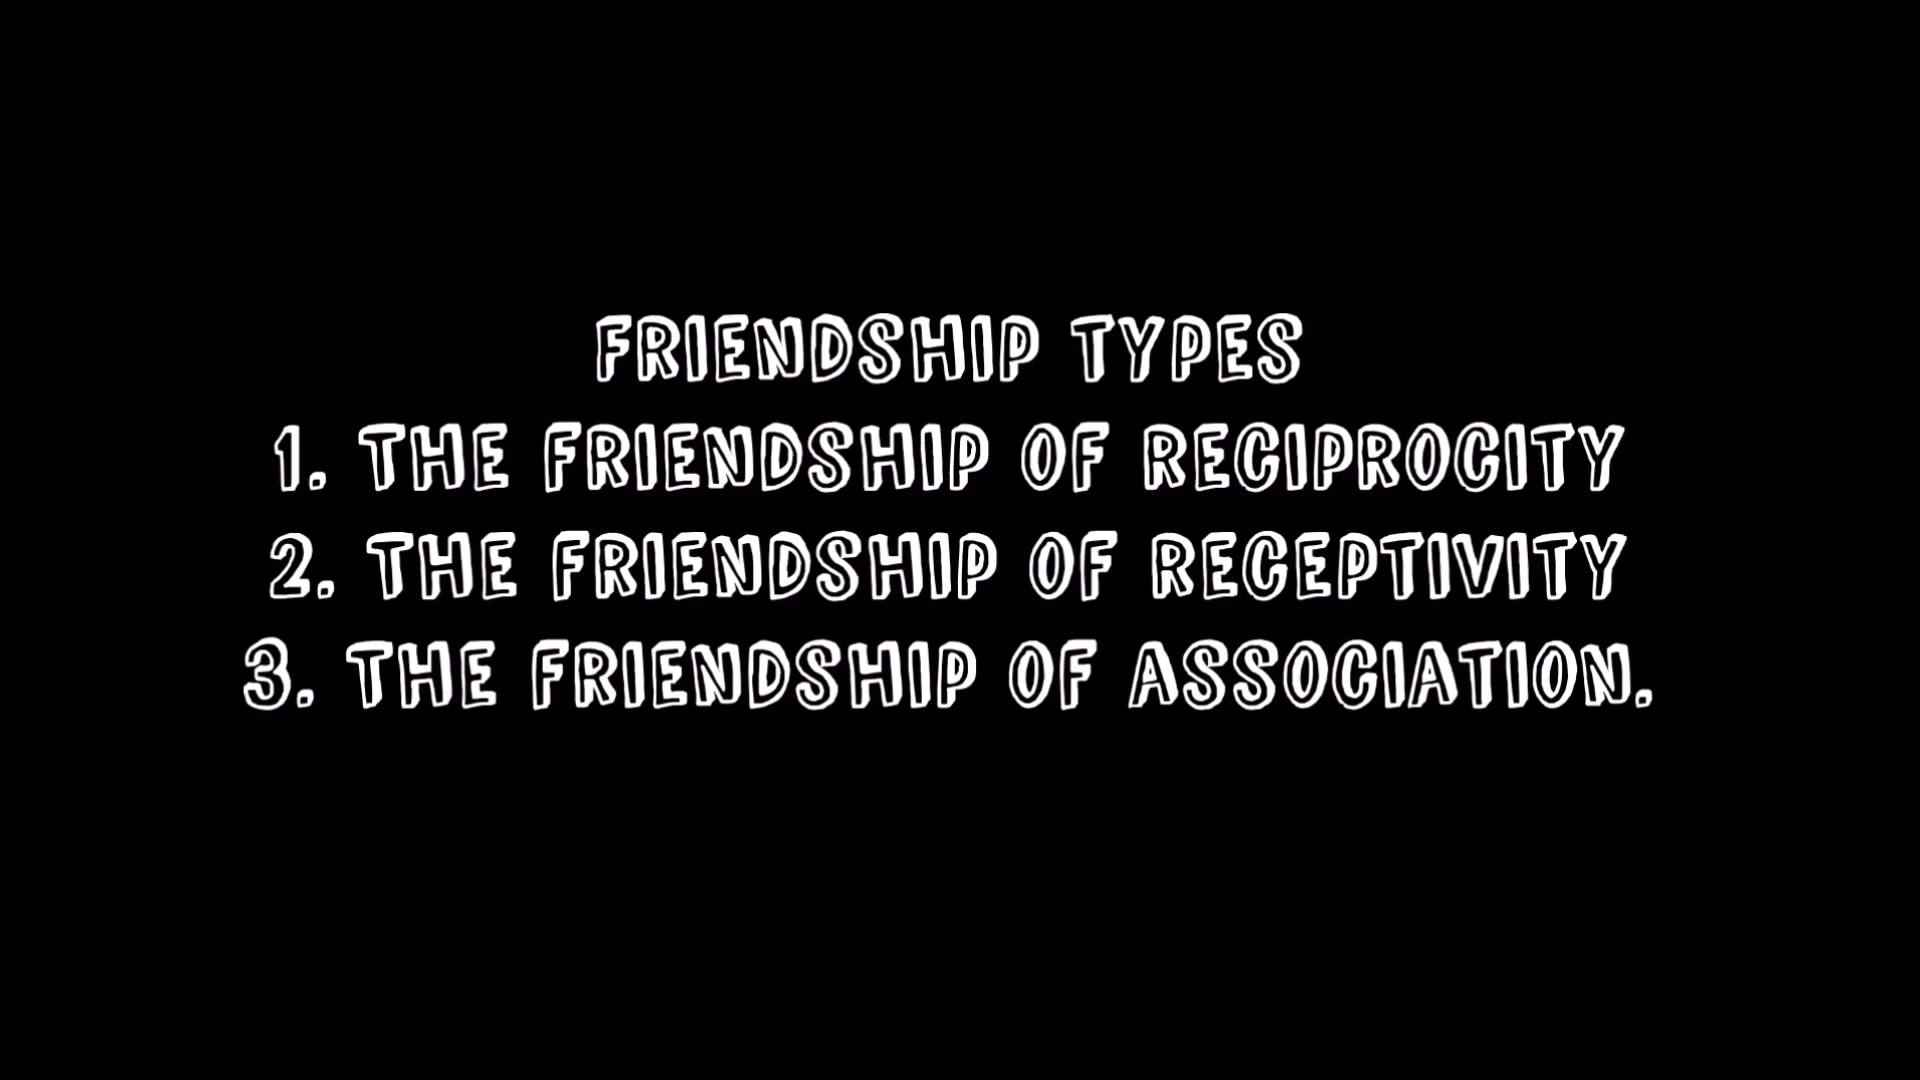 FRIENDSHIP TYPES
1. THE FRIENDSHIP OF RECIPROCITY
2. THE FRIENDSHIP OF RECEPTIVITY
3. THE FRIENDSHIP OF ASSOCIATION.